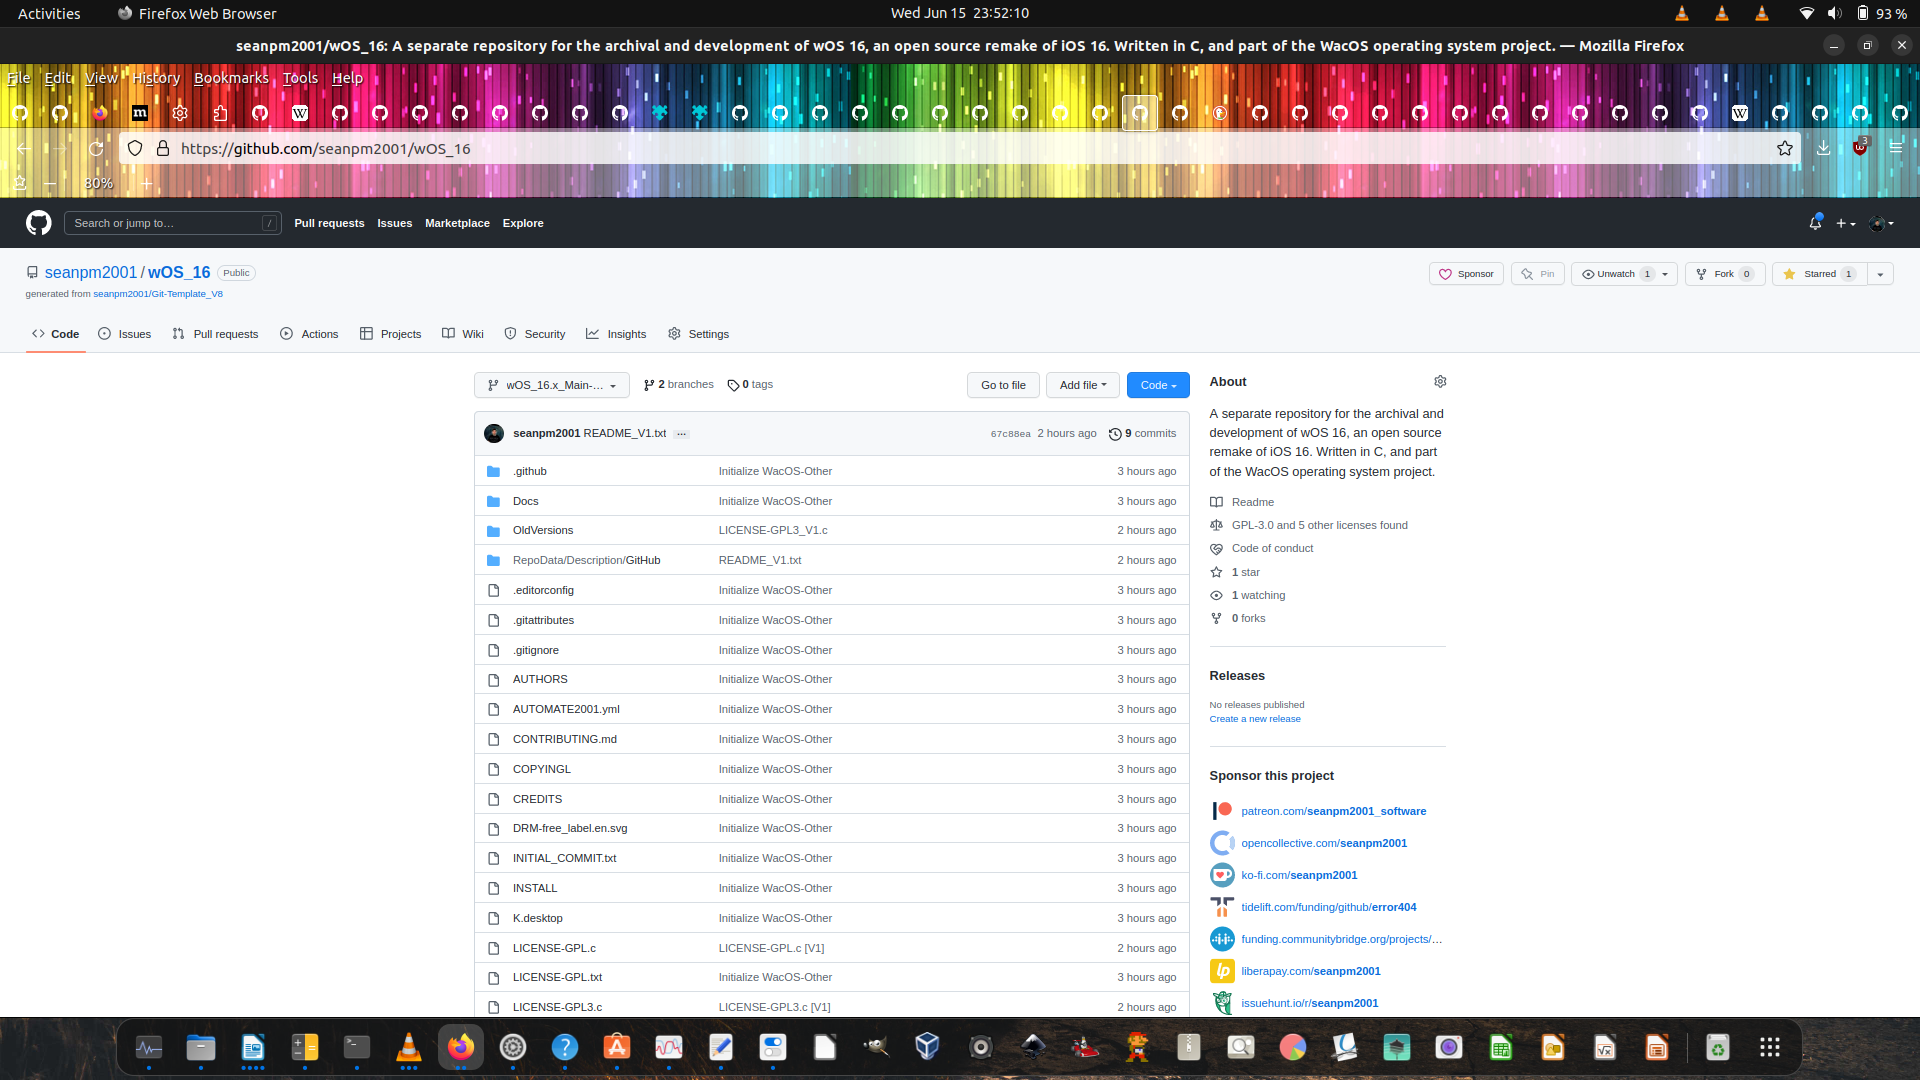 Activities
Firefox Web Browser
Wed Jun 15 23:52:10
93 %
seanpm2001/wOS_16: A separate repository for the archival and development of wOS 16, an open source remake of iOS 16. Written in C, and part of the WacOS operating system project. — Mozilla Firefox
File Edit View History Bookmarks Tools Help
https://github.com/seanpm2001/wOS_16
3
80%
Search or jump to… /
Pull requests Issues Marketplace Explore
seanpm2001 / wOS_16 Public
generated from seanpm2001/Git-Template_V8
Sponsor Pin Unwatch 1 Fork 0 Starred 1
Code Issues Pull requests Actions Projects Wiki Security Insights Settings
wOS_16.x_Main-… 2 branches 0 tags
Go to file Add file Code
seanpm2001 README_V1.txt … 67c88ea 2 hours ago 9 commits
.github Initialize WacOS-Other 3 hours ago
Docs Initialize WacOS-Other 3 hours ago
OldVersions LICENSE-GPL3_V1.c 2 hours ago
RepoData/Description/GitHub README_V1.txt 2 hours ago
.editorconfig Initialize WacOS-Other 3 hours ago
.gitattributes Initialize WacOS-Other 3 hours ago
.gitignore Initialize WacOS-Other 3 hours ago
AUTHORS Initialize WacOS-Other 3 hours ago
AUTOMATE2001.yml Initialize WacOS-Other 3 hours ago
CONTRIBUTING.md Initialize WacOS-Other 3 hours ago
COPYINGL Initialize WacOS-Other 3 hours ago
CREDITS Initialize WacOS-Other 3 hours ago
DRM-free_label.en.svg Initialize WacOS-Other 3 hours ago
INITIAL_COMMIT.txt Initialize WacOS-Other 3 hours ago
INSTALL Initialize WacOS-Other 3 hours ago
K.desktop Initialize WacOS-Other 3 hours ago
LICENSE-GPL.c LICENSE-GPL.c [V1] 2 hours ago
LICENSE-GPL.txt Initialize WacOS-Other 3 hours ago
LICENSE-GPL3.c LICENSE-GPL3.c [V1] 2 hours ago
About
A separate repository for the archival and
development of wOS 16, an open source
remake of iOS 16. Written in C, and part
of the WacOS operating system project.
Readme
GPL-3.0 and 5 other licenses found
Code of conduct
1 star
1 watching
0 forks
Releases
No releases published
Create a new release
Sponsor this project
patreon.com/seanpm2001_software
opencollective.com/seanpm2001
ko-fi.com/seanpm2001
tidelift.com/funding/github/error404
funding.communitybridge.org/projects/…
liberapay.com/seanpm2001
issuehunt.io/r/seanpm2001